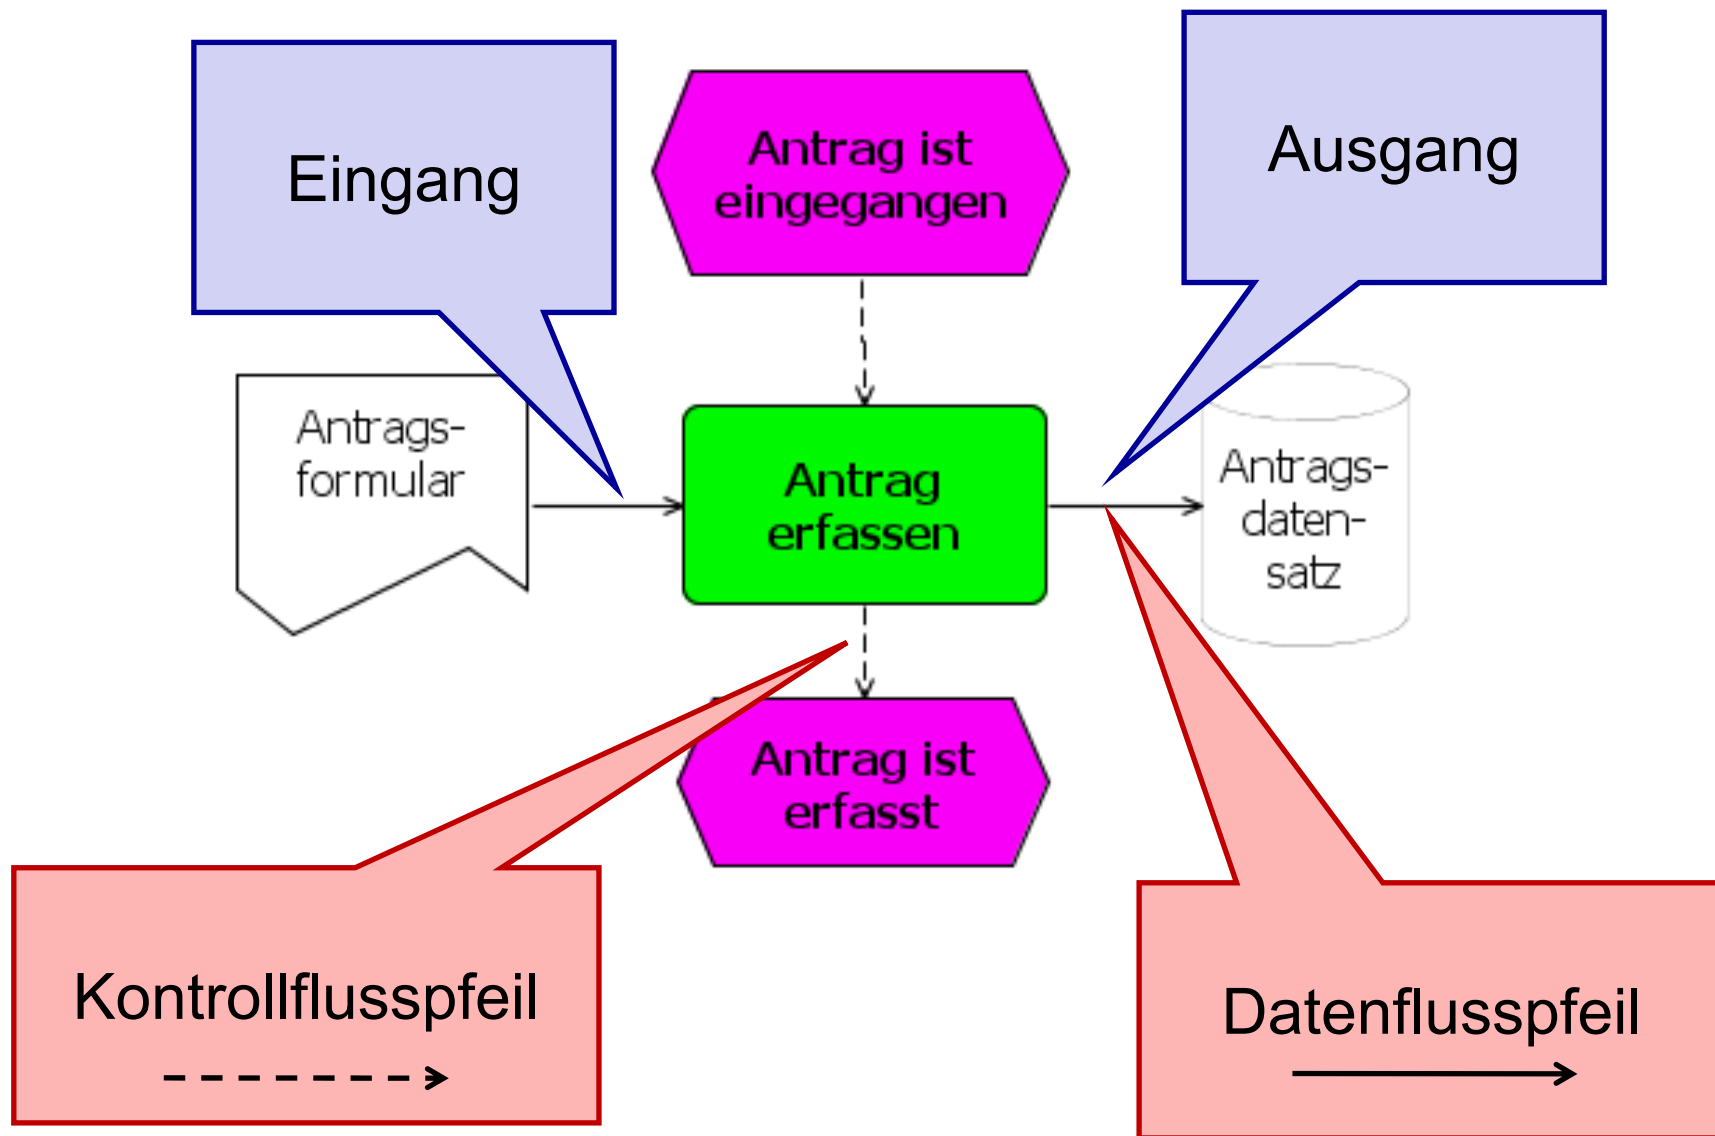 Eingang
Antrag ist
eingegangen
Ausgang
Antrags-
formular
Antrag
erfassen
Antrags-
daten-
satz
Antrag ist
erfasst
Kontrollflusspfeil
Datenflusspfeil